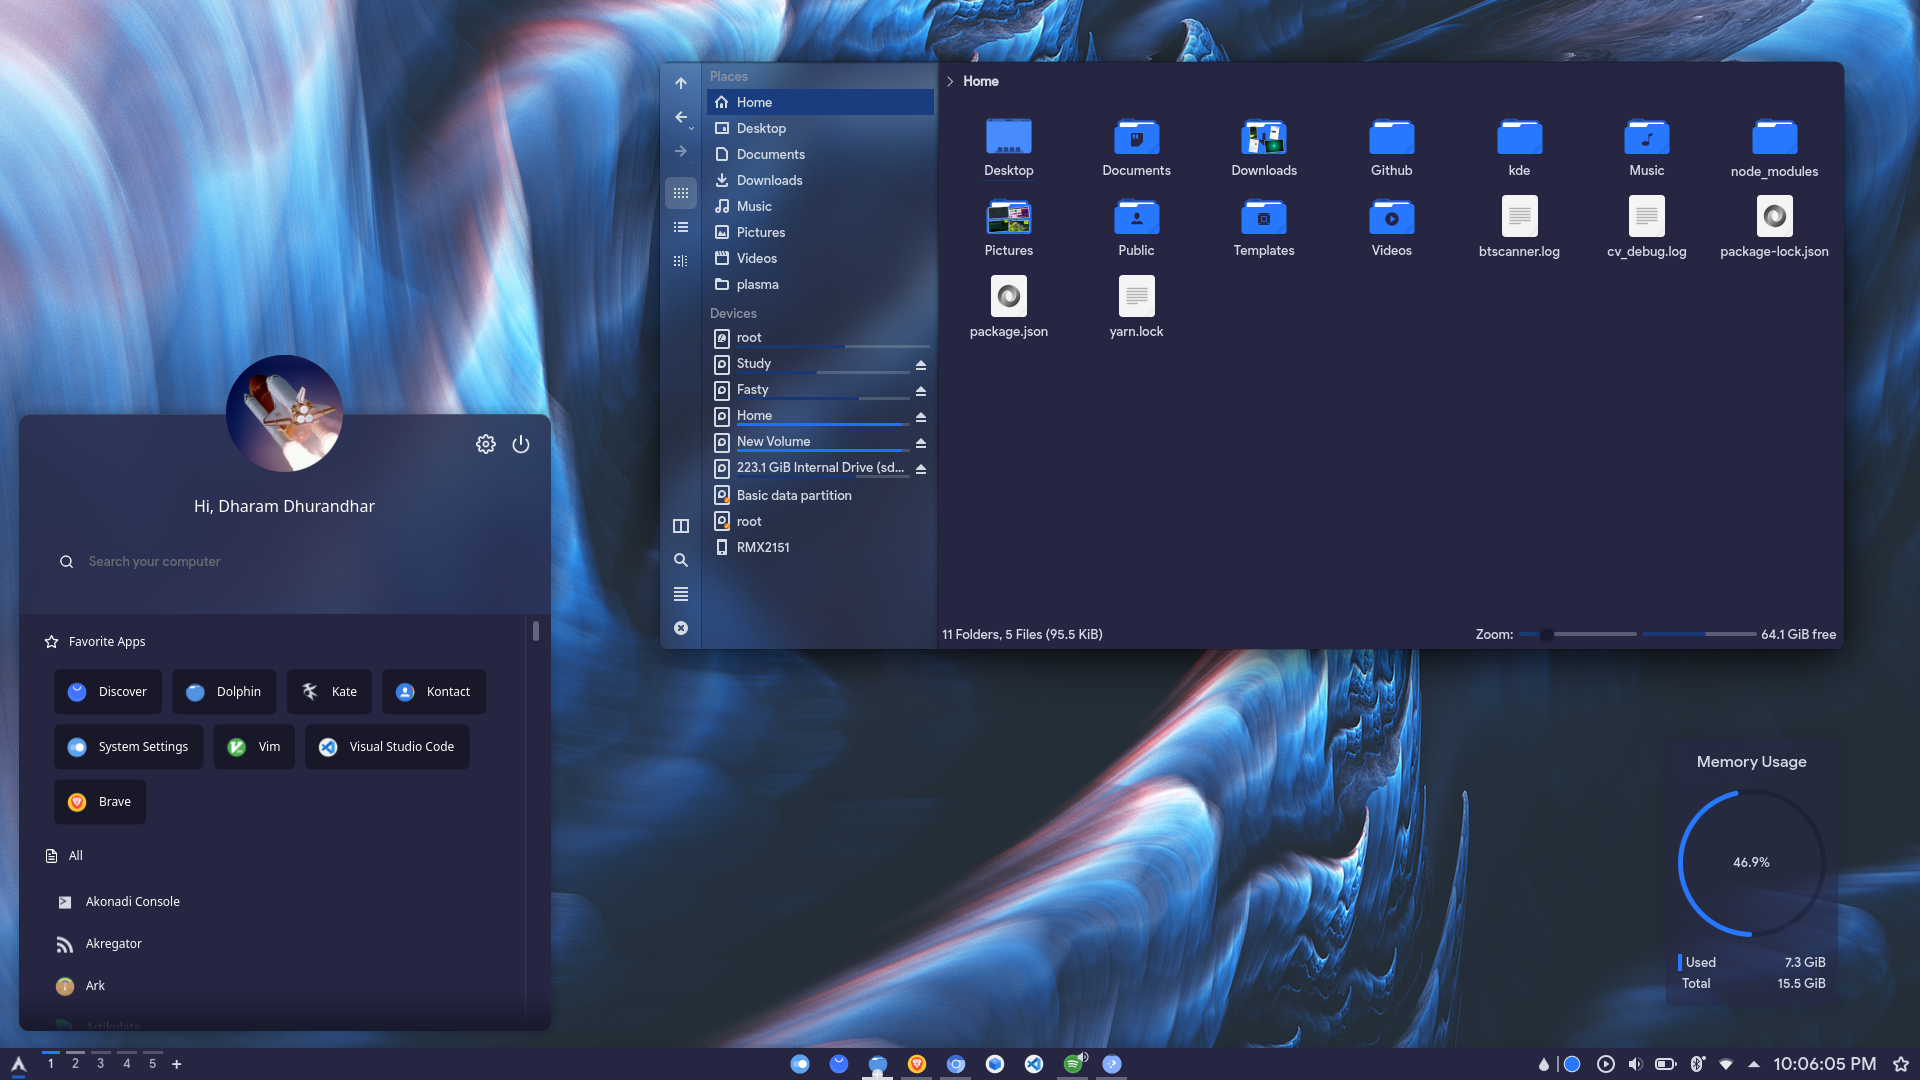 Places
Home
Desktop
Documents
Downloads
Music
Pictures
Videos
plasma
Devices
root
Study
Fasty
Home
New Volume
223.1 GiB Internal Drive (sd...
Basic data partition
root
RMX2151
Home
Desktop
Documents
Downloads
Github
kde
Music
node_modules
Pictures
Public
Templates
Videos
btscanner.log
cv_debug.log
package-lock.json
package.json
yarn.lock
11 Folders, 5 Files (95.5 KiB)
Zoom:
64.1 GiB free
Hi, Dharam Dhurandhar
Search your computer
Favorite Apps
Discover
Dolphin
Kate
Kontact
System Settings
Vim
Visual Studio Code
Brave
All
Akonadi Console
Akregator
Ark
Artikulate
Memory Usage
46.9%
Used 7.3 GiB
Total 15.5 GiB
1 2 3 4 5 +
10:06:05 PM